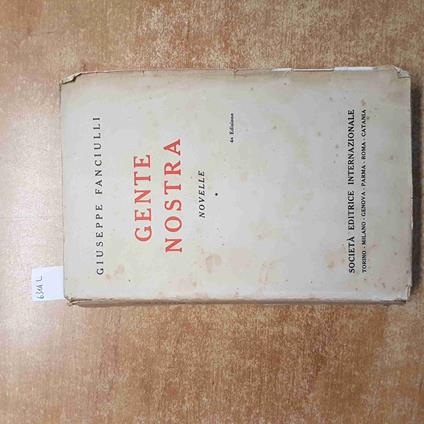 GIUSEPPE FANCIULLI
GENTE
NOSTRA
NOVELLE
4ª Edizione
SOCIETÀ EDITRICE INTERNAZIONALE
TORINO - MILANO - GENOVA - PARMA - ROMA - CATANIA